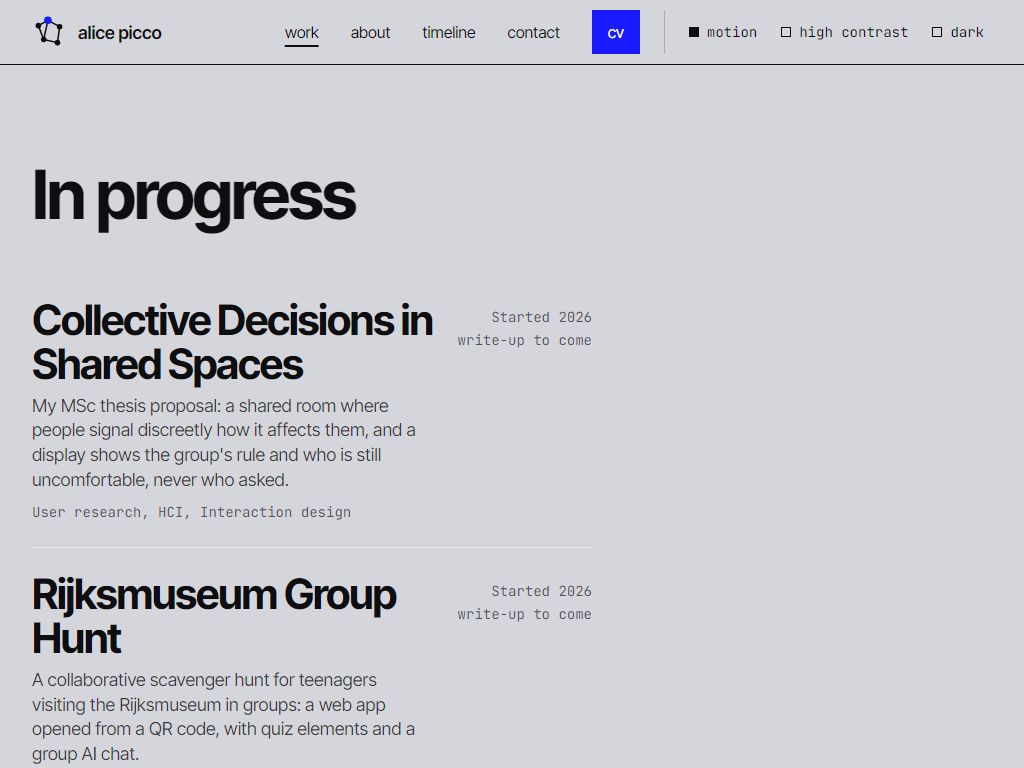 alice picco
work about timeline contact cv motion high contrast dark
In progress
Collective Decisions in
Shared Spaces
Started 2026
write-up to come
My MSc thesis proposal: a shared room where
people signal discreetly how it affects them, and a
display shows the group's rule and who is still
uncomfortable, never who asked.
User research, HCI, Interaction design
Rijksmuseum Group
Hunt
Started 2026
write-up to come
A collaborative scavenger hunt for teenagers
visiting the Rijksmuseum in groups: a web app
opened from a QR code, with quiz elements and a
group AI chat.